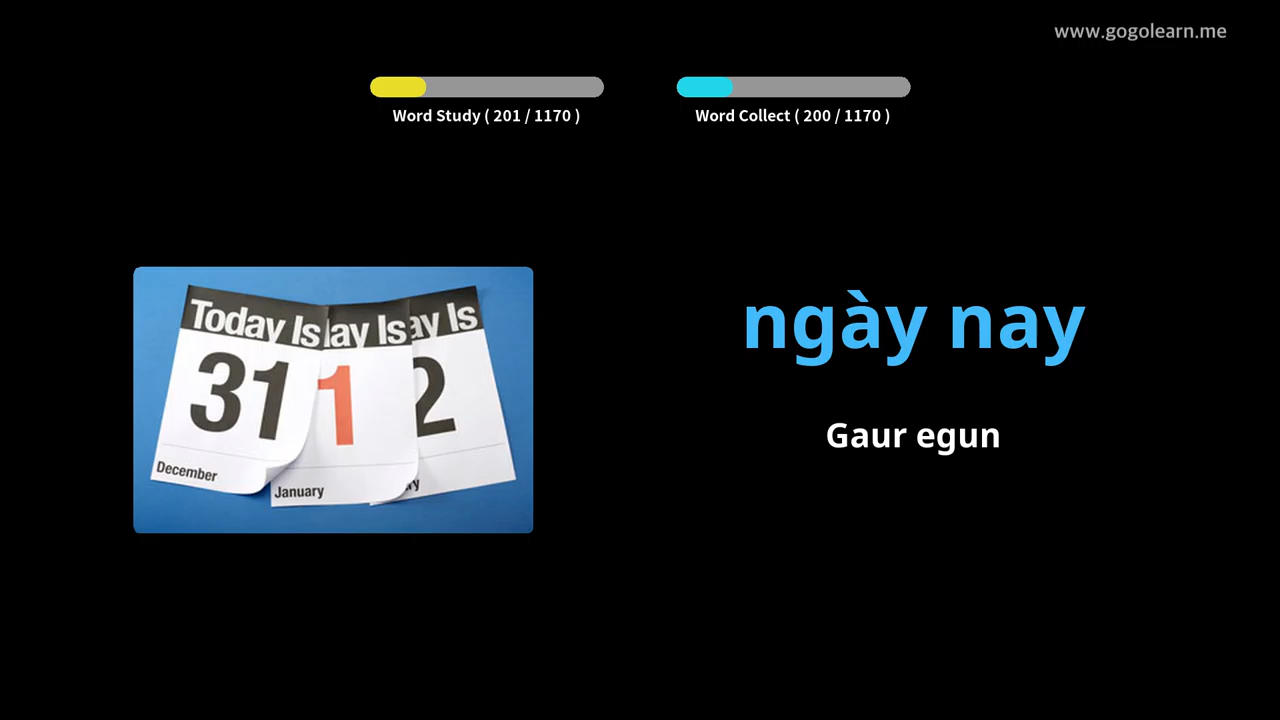 www.gogolearn.me
Word Study ( 201 / 1170 )
Word Collect ( 200 / 1170 )
Today Is
ay Is
ay Is
31
1
2
December
January
ry
ngày nay
Gaur egun